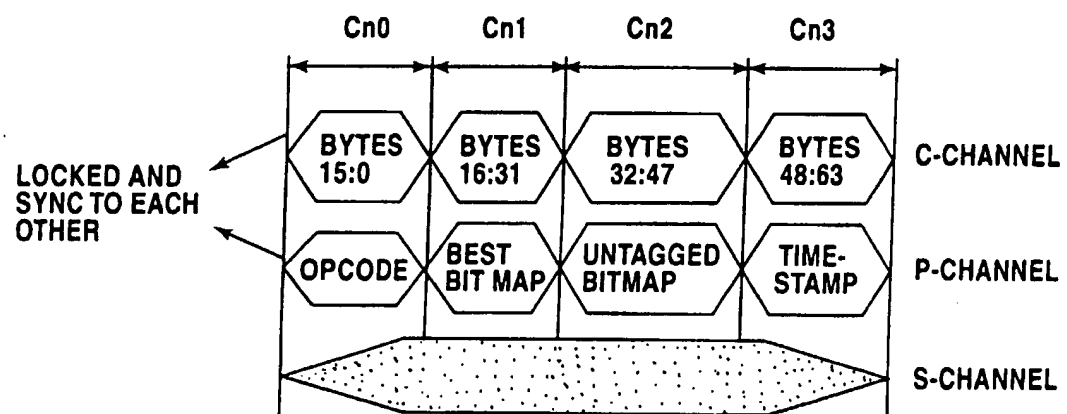 Cn0 Cn1 Cn2 Cn3
BYTES
15:0
BYTES
16:31
BYTES
32:47
BYTES
48:63
C-CHANNEL
LOCKED AND
SYNC TO EACH
OTHER
OPCODE
BEST
BIT MAP
UNTAGGED
BITMAP
TIME-
STAMP
P-CHANNEL
S-CHANNEL